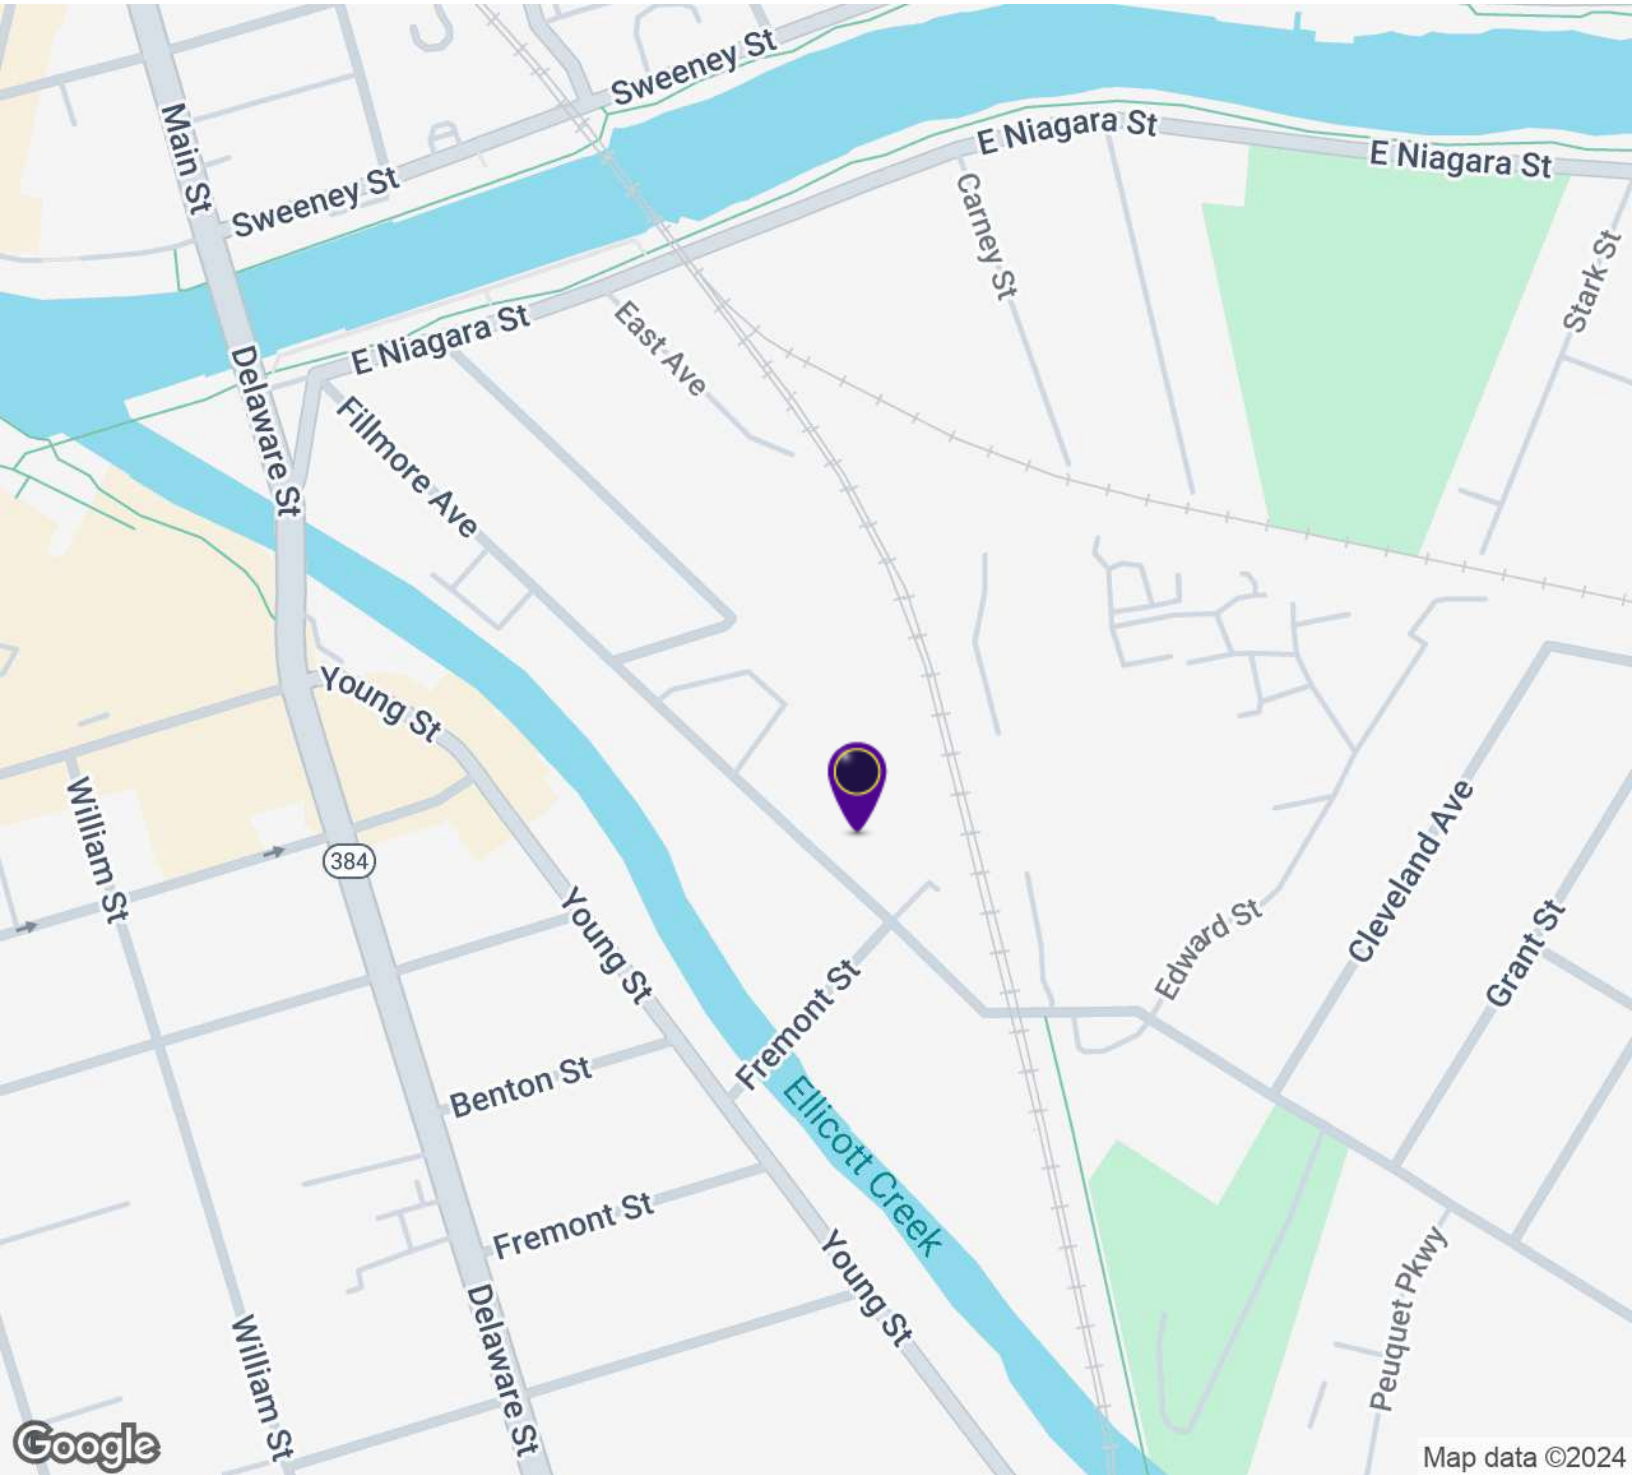 Sweeney St
Main St
E Niagara St
E Niagara St
Sweeney St
Carney St
Stark St
E Niagara St
East Ave
Delaware St
Fillmore Ave
Young St
William St
Cleveland Ave
384
Young St
Edward St
Grant St
Fremont St
Benton St
Ellicott Creek
Fremont St
Young St
Peuquet Pkwy
Delaware St
William St
Google
Map data ©2024